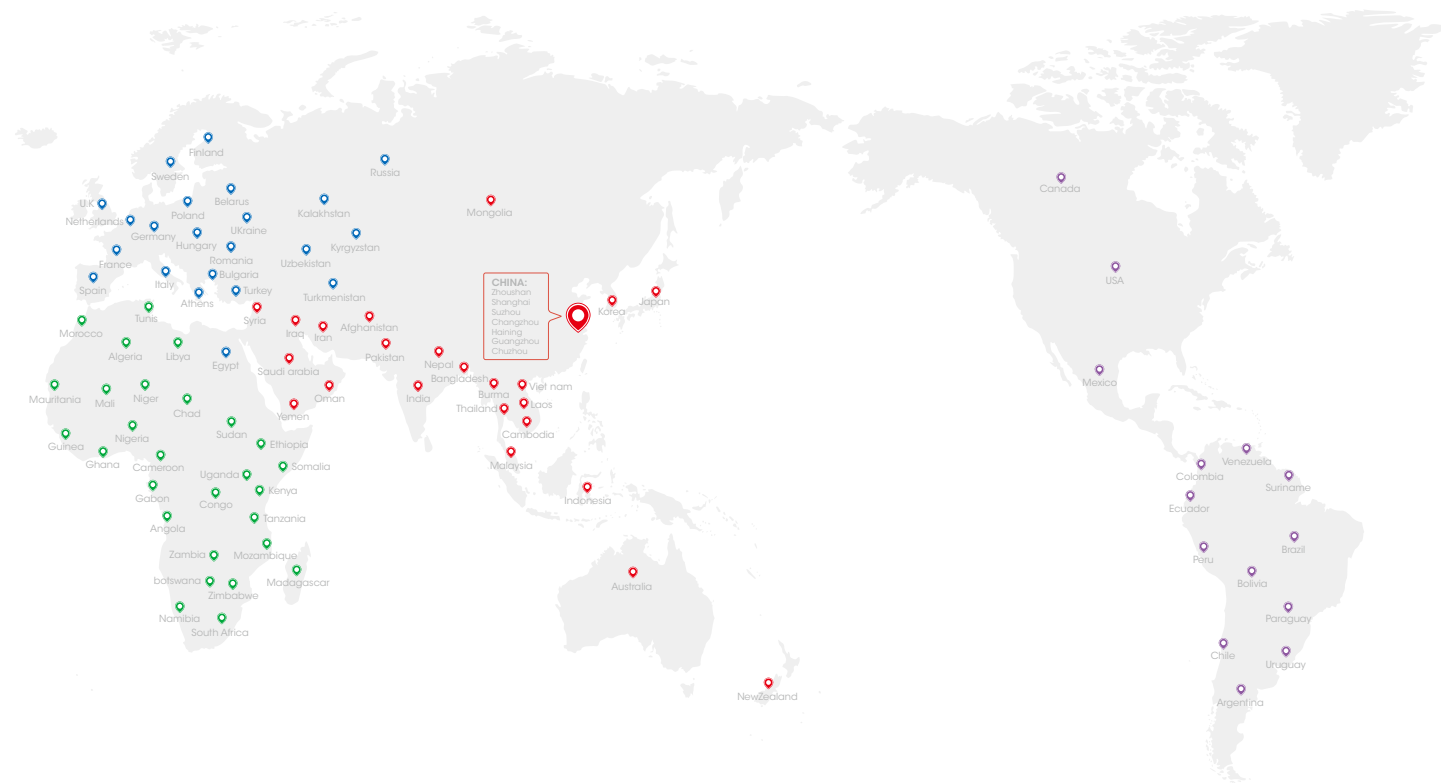 Finland
Sweden
Russia
U.K
Belarus
Canada
Poland
Kalakhstan
Mongolia
Netherlands
Germany
UKraine
Hungary
Kyrgyzstan
France
Romania
Uzbekistan
Spain
Italy
Bulgaria
Athens
Turkey
Turkmenistan
USA
CHINA:
Zhoushan
Shanghai
Suzhou
Chongzhou
Haining
Guangzhou
Chuzhou
Korea
Japan
Tunis
Syria
Morocco
Iraq
Iran
Afghanistan
Algeria
Libya
Egypt
Saudi arabia
Pakistan
Nepal
Bangladesh
Mexico
Mauritania
Mali
Niger
Chad
Oman
India
Burma
Viet nam
Yemen
Thailand
Laos
Sudan
Nigeria
Cambodia
Guinea
Ethiopia
Ghana
Cameroon
Somalia
Malaysia
Venezuela
Uganda
Colombia
Gabon
Kenya
Congo
Indonesia
Suriname
Ecuador
Angola
Tanzania
Zambia
Mozambique
Brazil
Peru
botswana
Madagascar
Australia
Bolivia
Zimbabwe
Namibia
Paraguay
South Africa
Chile
Uruguay
NewZealand
Argentina